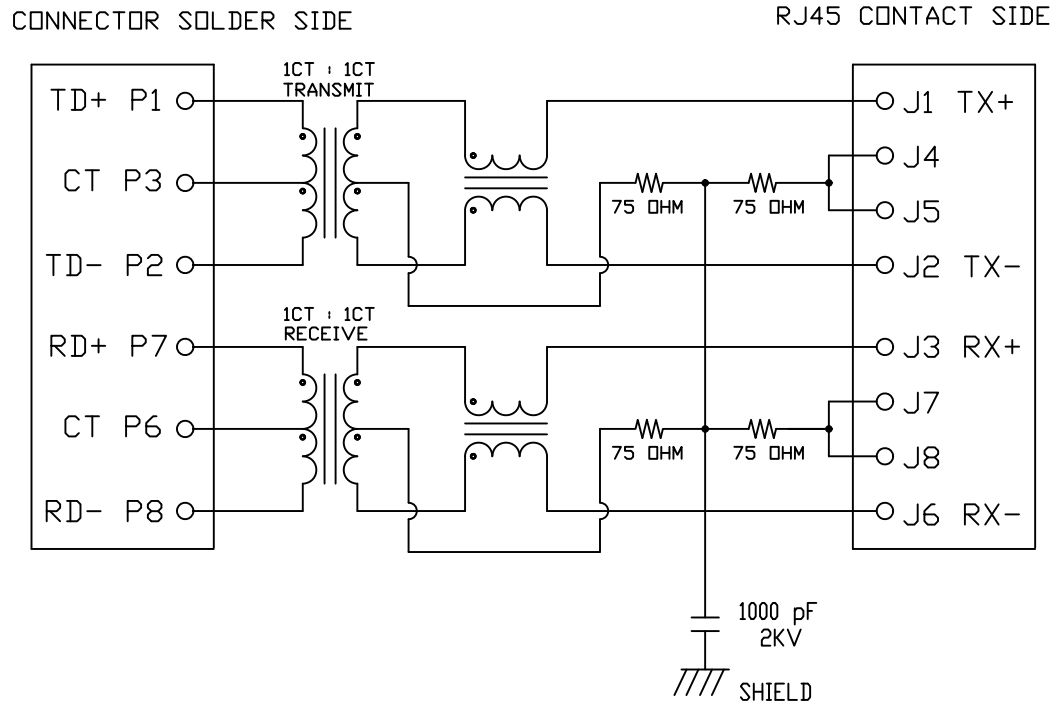 CONNECTOR SOLDER SIDE
RJ45 CONTACT SIDE
1CT : 1CT
TRANSMIT
TD+ P1
J1 TX+
J4
CT P3
75 OHM
75 OHM
J5
TD- P2
J2 TX-
1CT : 1CT
RECEIVE
RD+ P7
J3 RX+
J7
CT P6
75 OHM
75 OHM
J8
RD- P8
J6 RX-
1000 pF
2KV
SHIELD